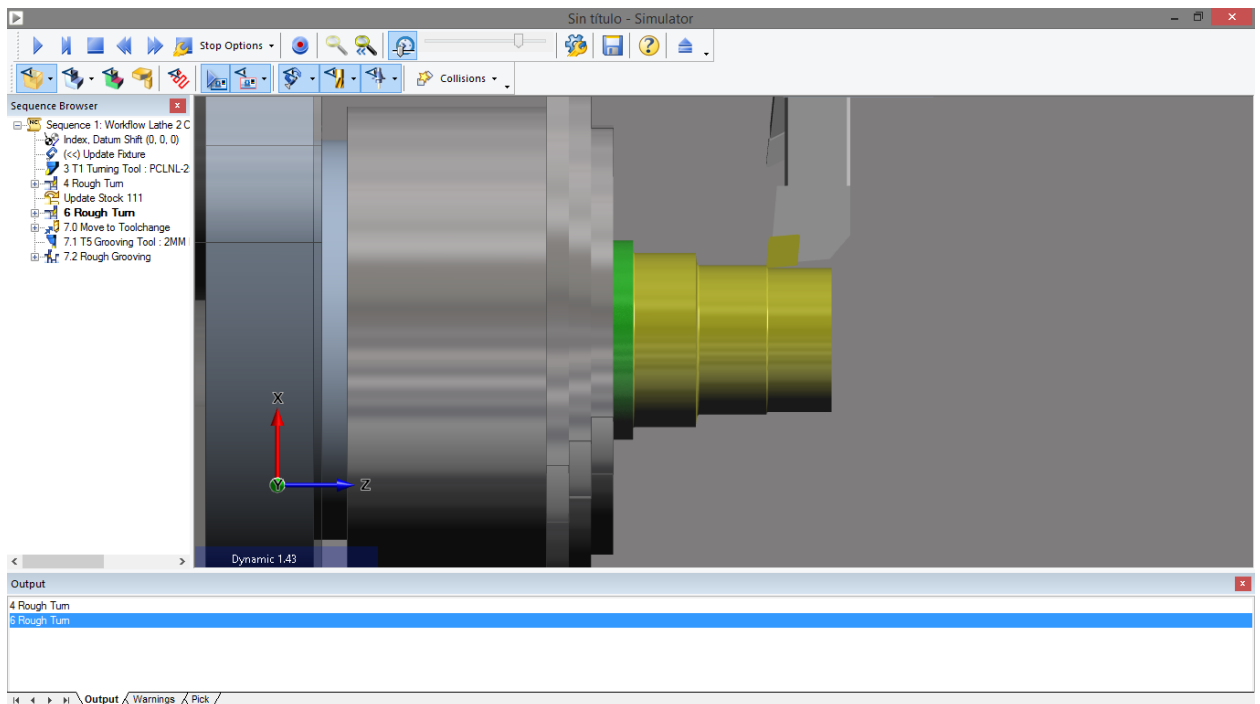 Sin título - Simulator
Stop Options
Collisions
Sequence Browser
Sequence 1: Workflow Lathe 2 C
Index, Datum Shift (0, 0, 0)
(<<) Update Fixture
3 T1 Turning Tool : PCLNL-2
4 Rough Turn
Update Stock 111
6 Rough Turn
7.0 Move to Toolchange
7.1 T5 Grooving Tool : 2MM
7.2 Rough Grooving
X
Y
Z
Dynamic 1.43
Output
4 Rough Turn
6 Rough Turn
Output
Warnings
Pick